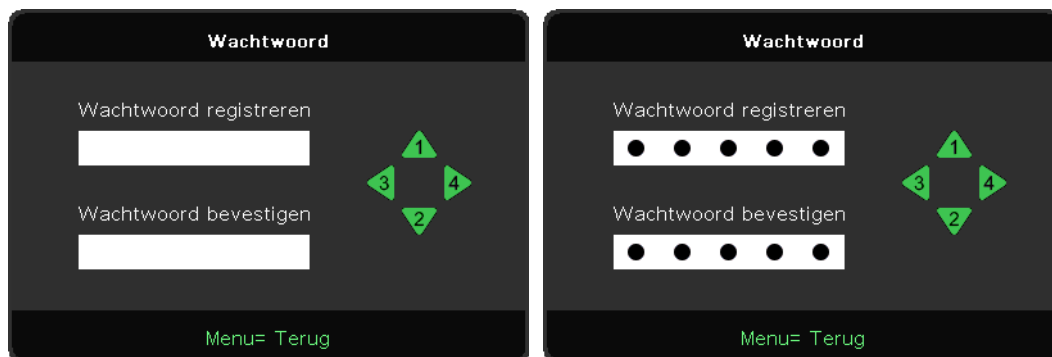 Wachtwoord
Wachtwoord registreren
1
3 4
Wachtwoord bevestigen
2
Menu= Terug
Wachtwoord
Wachtwoord registreren
1
3 4
Wachtwoord bevestigen
2
Menu= Terug